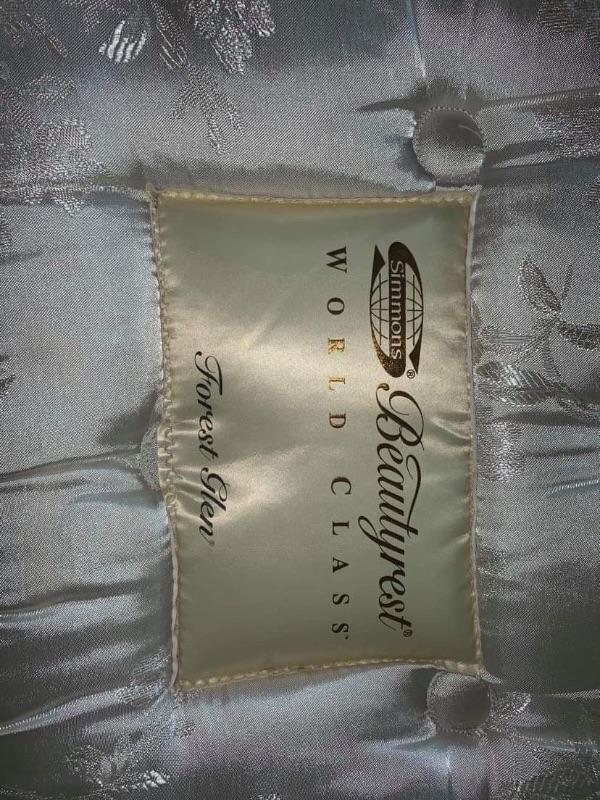 Simmons® Beautyrest®
WORLD CLASS
Forest Glen